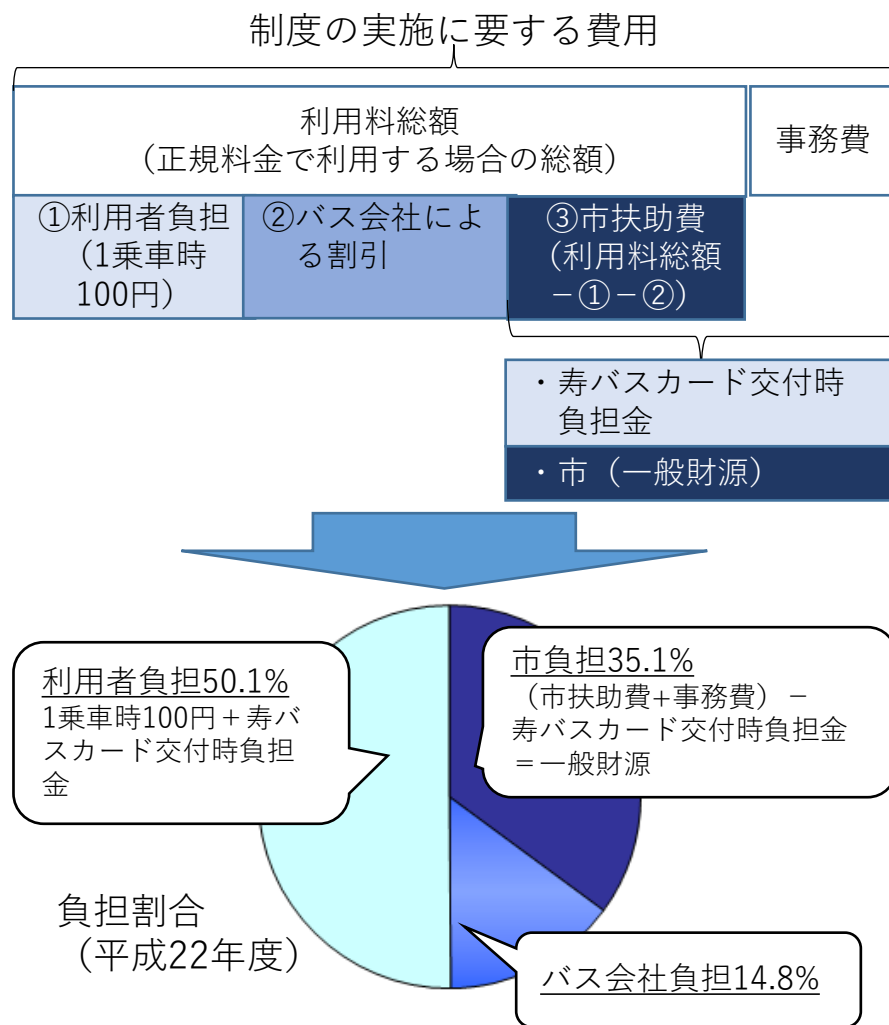 制度の実施に要する費用
利用料総額
（正規料金で利用する場合の総額）
事務費
①利用者負担
（1乗車時
100円）
②バス会社によ
る割引
③市扶助費
（利用料総額
－①－②）
・寿バスカード交付時
負担金
・市（一般財源）
利用者負担50.1%
1乗車時100円＋寿バ
スカード交付時負担
金
市負担35.1%
（市扶助費+事務費）－
寿バスカード交付時負担金
＝一般財源
負担割合
（平成22年度）
バス会社負担14.8%